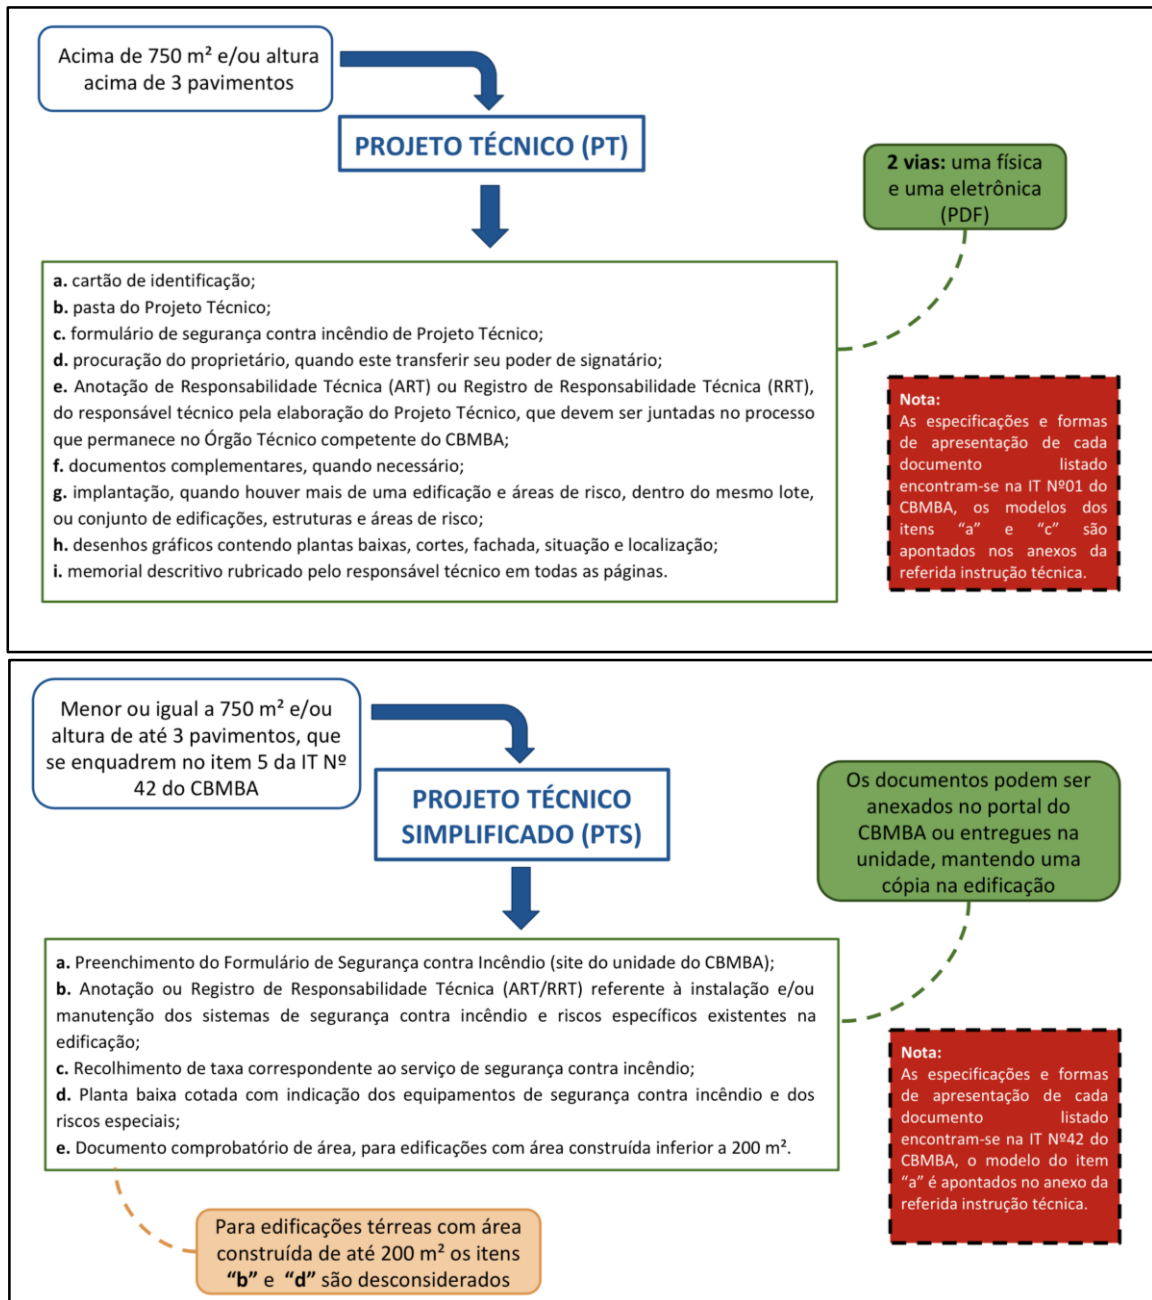 Acima de 750 m² e/ou altura
acima de 3 pavimentos
PROJETO TÉCNICO (PT)
2 vias: uma física
e uma eletrônica
(PDF)
a. cartão de identificação;
b. pasta do Projeto Técnico;
c. formulário de segurança contra incêndio de Projeto Técnico;
d. procuração do proprietário, quando este transferir seu poder de signatário;
e. Anotação de Responsabilidade Técnica (ART) ou Registro de Responsabilidade Técnica (RRT),
do responsável técnico pela elaboração do Projeto Técnico, que devem ser juntadas no processo
que permanece no Órgão Técnico competente do CBMBA;
f. documentos complementares, quando necessário;
g. implantação, quando houver mais de uma edificação e áreas de risco, dentro do mesmo lote,
ou conjunto de edificações, estruturas e áreas de risco;
h. desenhos gráficos contendo plantas baixas, cortes, fachada, situação e localização;
i. memorial descritivo rubricado pelo responsável técnico em todas as páginas.
Nota:
As especificações e formas
de apresentação de cada
documento listado
encontram-se na IT Nº01 do
CBMBA, os modelos dos
itens “a” e “c” são
apontados nos anexos da
referida instrução técnica.
Menor ou igual a 750 m² e/ou
altura de até 3 pavimentos, que
se enquadrem no item 5 da IT Nº
42 do CBMBA
PROJETO TÉCNICO
SIMPLIFICADO (PTS)
Os documentos podem ser
anexados no portal do
CBMBA ou entregues na
unidade, mantendo uma
cópia na edificação
a. Preenchimento do Formulário de Segurança contra Incêndio (site do unidade do CBMBA);
b. Anotação ou Registro de Responsabilidade Técnica (ART/RRT) referente à instalação e/ou
manutenção dos sistemas de segurança contra incêndio e riscos específicos existentes na
edificação;
c. Recolhimento de taxa correspondente ao serviço de segurança contra incêndio;
d. Planta baixa cotada com indicação dos equipamentos de segurança contra incêndio e dos
riscos especiais;
e. Documento comprobatório de área, para edificações com área construída inferior a 200 m².
Nota:
As especificações e formas
de apresentação de cada
documento listado
encontram-se na IT Nº42 do
CBMBA, o modelo do item
“a” é apontados no anexo da
referida instrução técnica.
Para edificações térreas com área
construída de até 200 m² os itens
“b” e “d” são desconsiderados